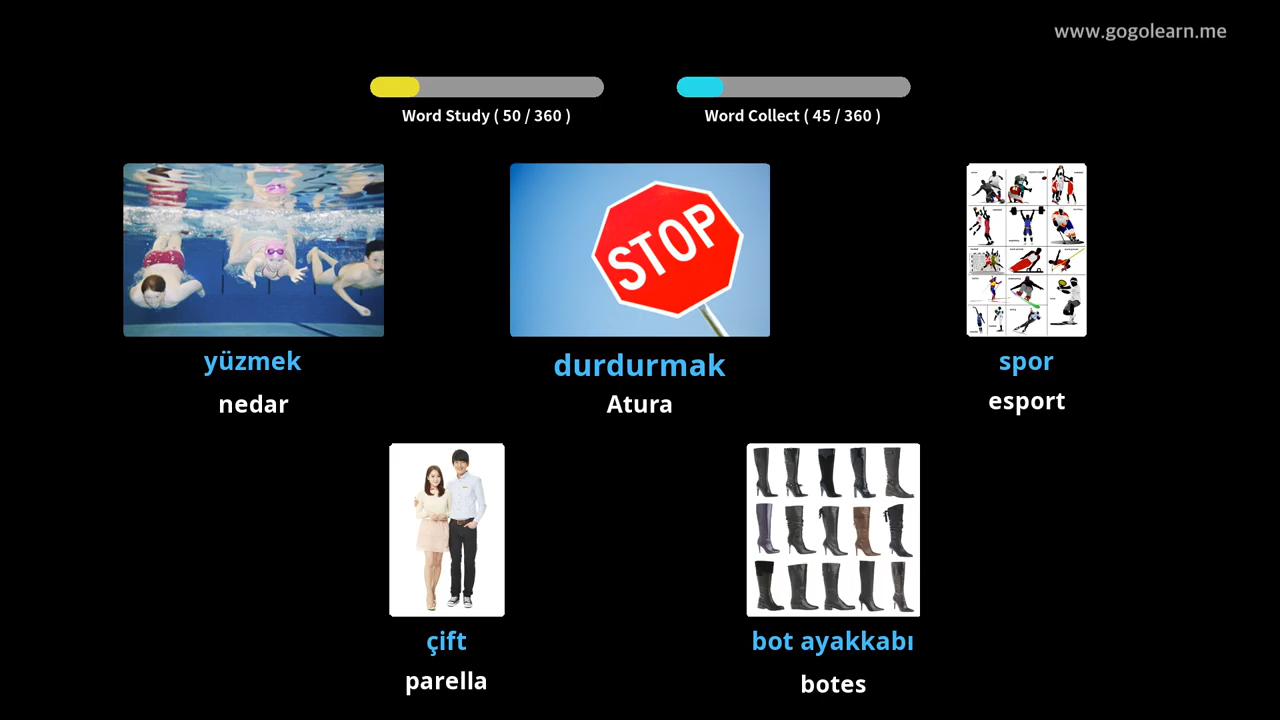 www.gogolearn.me
Word Study ( 50 / 360 )
Word Collect ( 45 / 360 )
STOP
yüzmek
durdurmak
spor
nedar
Atura
esport
çift
bot ayakkabı
parella
botes